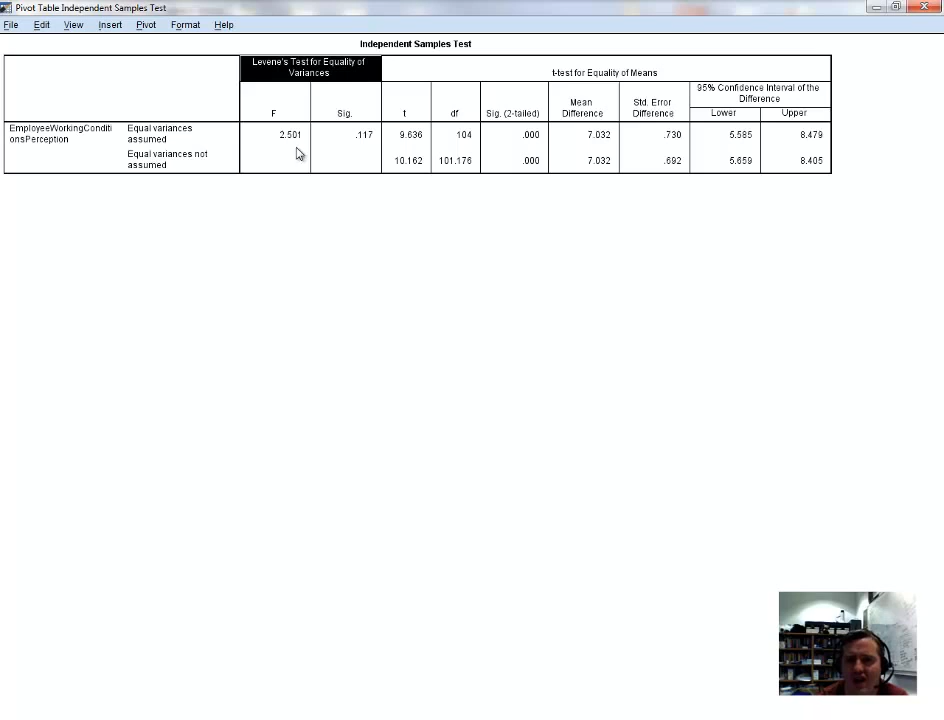 Pivot Table Independent Samples Test
File Edit View Insert Pivot Format Help
Independent Samples Test
Levene's Test for Equality of
Variances
t-test for Equality of Means
F Sig. t df Sig. (2-tailed)
Mean
Difference
Std. Error
Difference
95% Confidence Interval of the
Difference
Lower Upper
EmployeeWorkingConditi
onsPerception
Equal variances
assumed
2.501 .117 9.636 104 .000 7.032 .730 5.585 8.479
Equal variances not
assumed
10.162 101.176 .000 7.032 .692 5.659 8.405